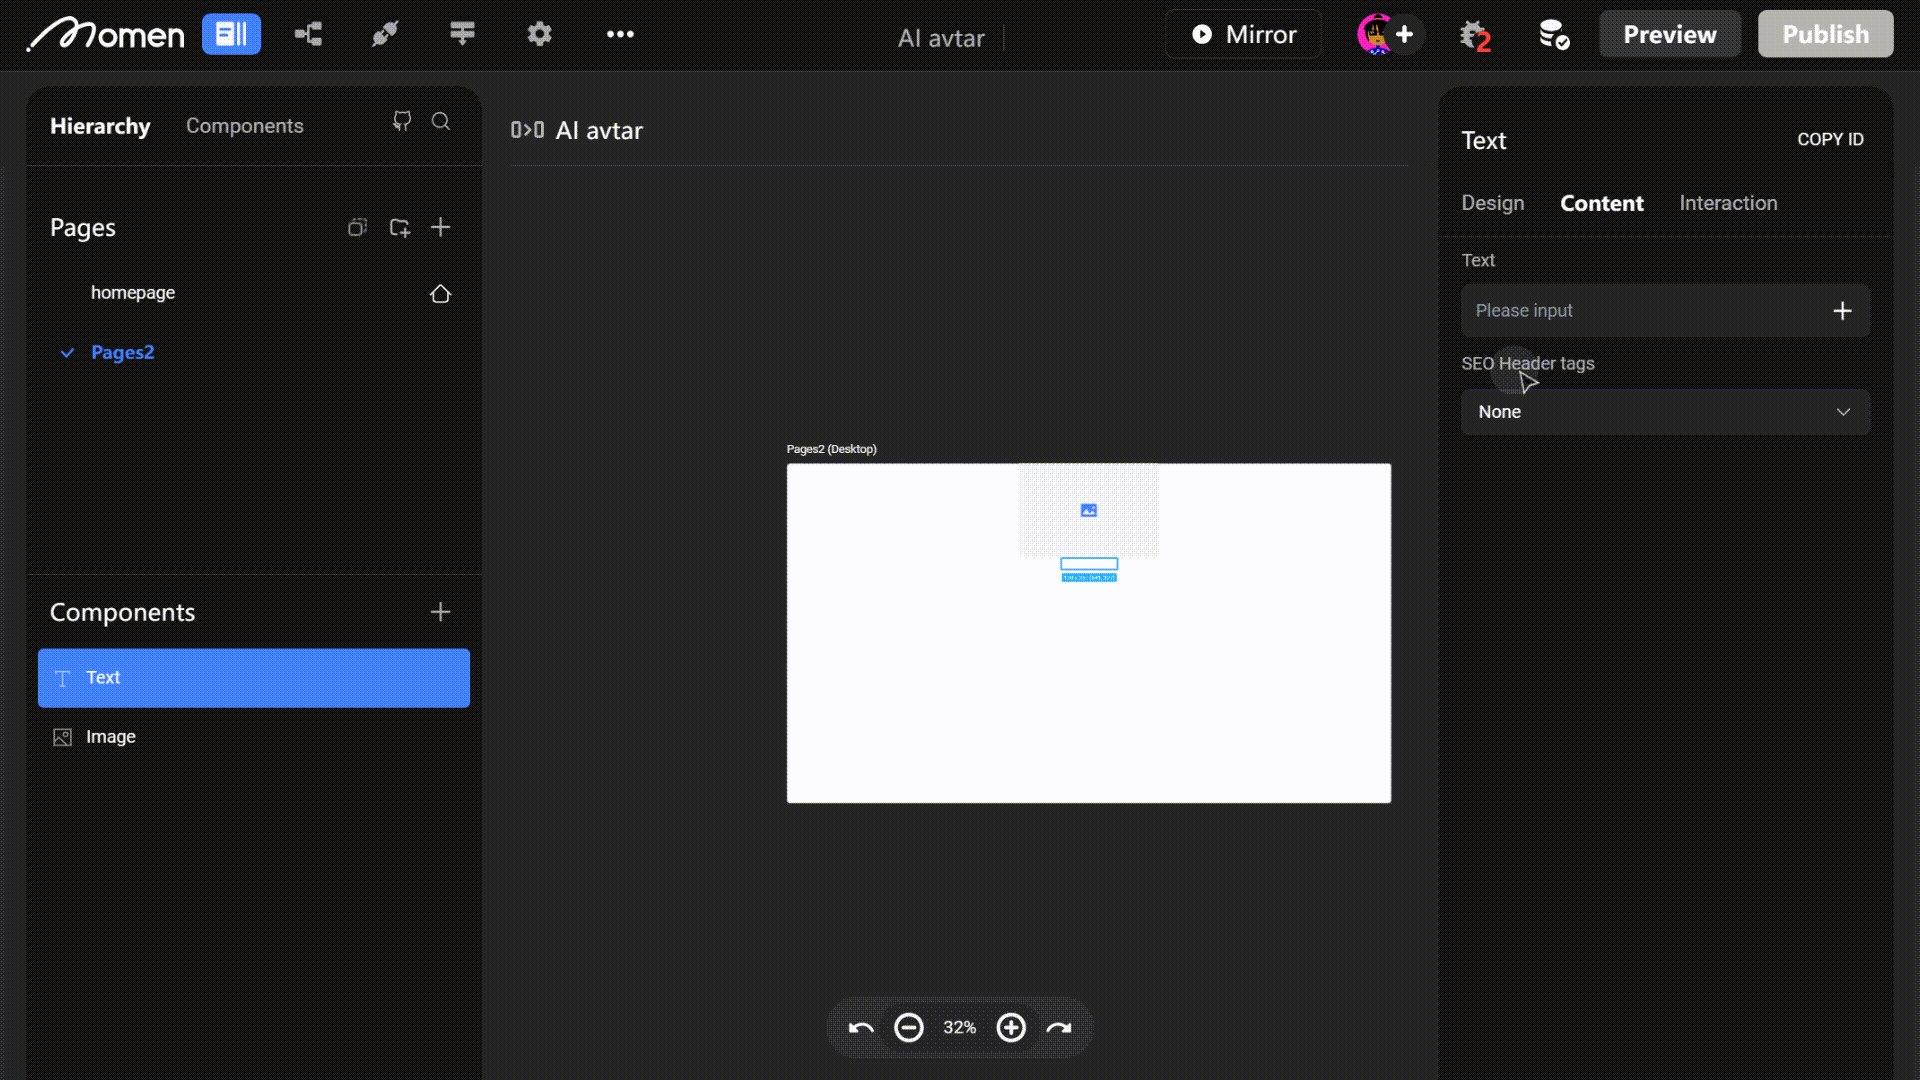 Momen
AI avtar
Mirror
2
Preview
Publish
Hierarchy
Components
AI avtar
Text
COPY ID
Design
Content
Interaction
Pages
homepage
Pages2
Text
Please input
SEO Header tags
None
Pages2 (Desktop)
Components
Text
Image
32%